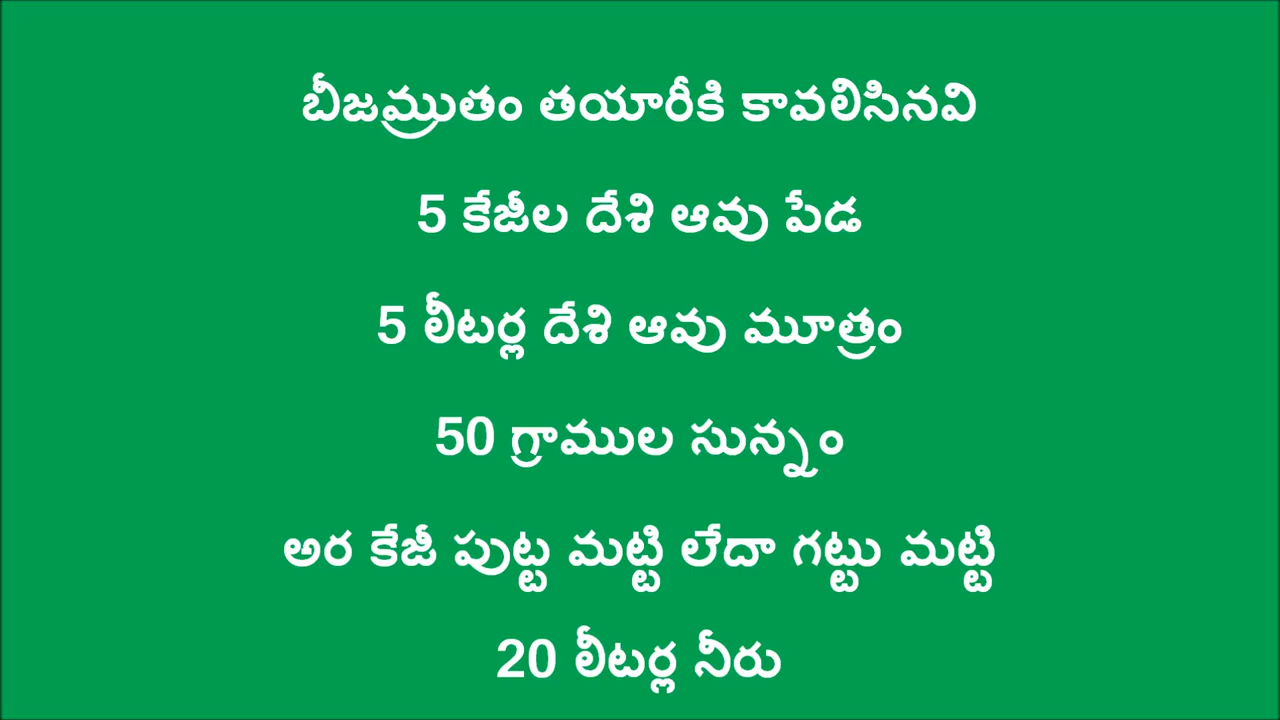 బీజమ్రుతం తయారీకి కావలిసినవి
5 కేజీల దేశి ఆవు పేడ
5 లీటర్ల దేశి ఆవు మూత్రం
50 గ్రాముల సున్నం
అర కేజీ పుట్ట మట్టి లేదా గట్టు మట్టి
20 లీటర్ల నీరు